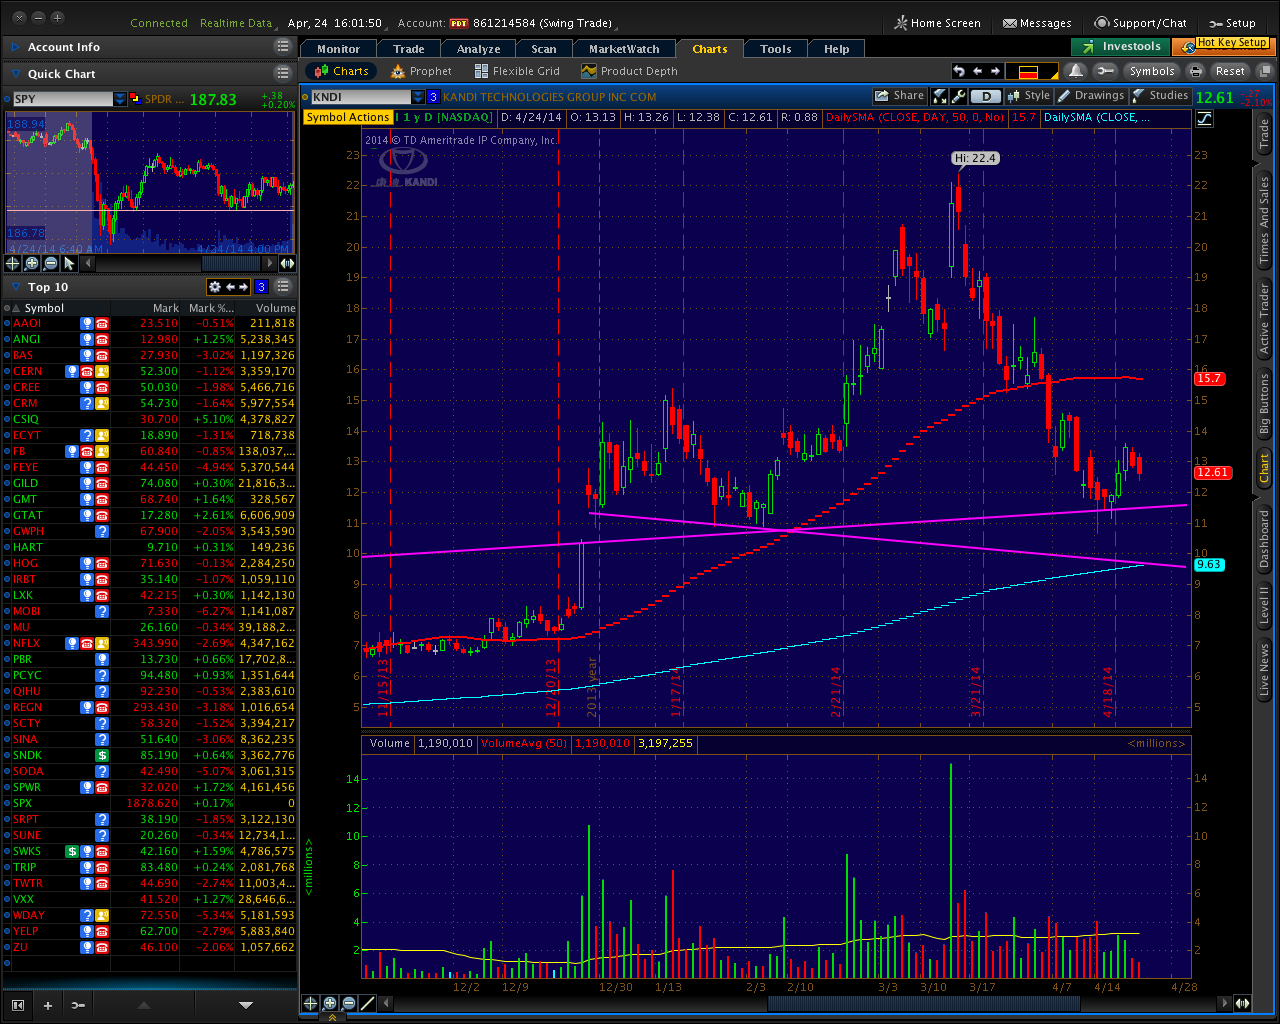 Connected Realtime Data Apr, 24 16:01:50 Account: PDT 861214584 (Swing Trade) Home Screen Messages Support/Chat Setup
Account Info
Monitor Trade Analyze Scan MarketWatch Charts Tools Help Investools Hot Key Setup
Quick Chart
Charts Prophet Flexible Grid Product Depth Symbols Reset
SPY SPDR ... 187.83 +.38 +0.20%
KNDI 3 KANDI TECHNOLOGIES GROUP INC COM Share D Style Drawings Studies 12.61 -.27 -2.10%
Symbol Actions 1 y D [NASDAQ] D: 4/24/14 O: 13.13 H: 13.26 L: 12.38 C: 12.61 R: 0.88 DailySMA (CLOSE, DAY, 50, 0, No) 15.7 DailySMA (CLOSE, ...
188.94
186.78
4/24/14 6:40 AM 4/24/14 4:00 PM
2014 © TD Ameritrade IP Company, Inc.
KANDI
Hi: 22.4
23 23
22 22
21 21
20 20
19 19
18 18
17 17
16 16
15.7
15 15
14 14
13 13
12.61
12 12
11 11
10 10
9.63
9 9
8 8
7 7
6 6
5 5
11/15/13 12/20/13 2013 year 1/17/14 2/21/14 3/21/14 4/18/14
Top 10 3
Symbol Mark Mark %... Volume
AAOI 23.510 -0.51% 211,818
ANGI 12.980 +1.25% 5,238,345
BAS 27.930 -3.02% 1,197,326
CERN 52.300 -1.12% 3,359,170
CREE 50.030 -1.98% 5,466,716
CRM 54.730 -1.64% 5,977,554
CSIQ 30.700 +5.10% 4,378,827
ECYT 18.890 -1.31% 718,738
FB 60.840 -0.85% 138,037,...
FEYE 44.450 -4.94% 5,370,544
GILD 74.080 +0.30% 21,816,3...
GMT 68.740 +1.64% 328,567
GTAT 17.280 +2.61% 6,606,909
GWPH 67.900 -2.05% 3,543,590
HART 9.710 +0.31% 149,236
HOG 71.630 -0.13% 2,284,250
IRBT 35.140 -1.07% 1,059,110
LXK 42.215 +0.30% 1,142,130
MOBI 7.330 -6.27% 1,141,087
MU 26.160 -0.34% 39,188,2...
NFLX 343.990 -2.69% 4,347,162
PBR 13.730 +0.66% 17,702,8...
PCYC 94.480 +0.93% 1,351,644
QIHU 92.230 -0.53% 2,383,610
REGN 293.430 -3.18% 1,016,654
SCTY 58.320 -1.52% 3,394,217
SINA 51.640 -3.06% 8,362,235
SNDK $ 85.190 +0.64% 3,362,776
SODA 42.490 -5.07% 3,061,315
SPWR 32.020 +1.72% 4,161,456
SPX 1878.620 +0.17% 0
SRPT 38.190 -1.85% 3,122,130
SUNE 20.260 -0.34% 12,734,1...
SWKS $ 42.160 +1.59% 4,786,575
TRIP 83.480 +0.24% 2,081,768
TWTR 44.690 -2.74% 11,003,4...
VXX 41.520 +1.27% 28,646,6...
WDAY 72.550 -5.34% 5,181,593
YELP 62.700 -2.79% 5,883,840
ZU 46.100 -2.06% 1,057,662
Volume 1,190,010 VolumeAvg (50) 1,190,010 3,197,255 <millions>
14 14
12 12
10 10
8 8
6 6
4 4
2 2
<millions>
12/2 12/9 12/30 1/13 2/3 2/10 3/3 3/10 3/17 4/7 4/14 4/28
Trade
Times And Sales
Active Trader
Big Buttons
Chart
Dashboard
Level II
Live News